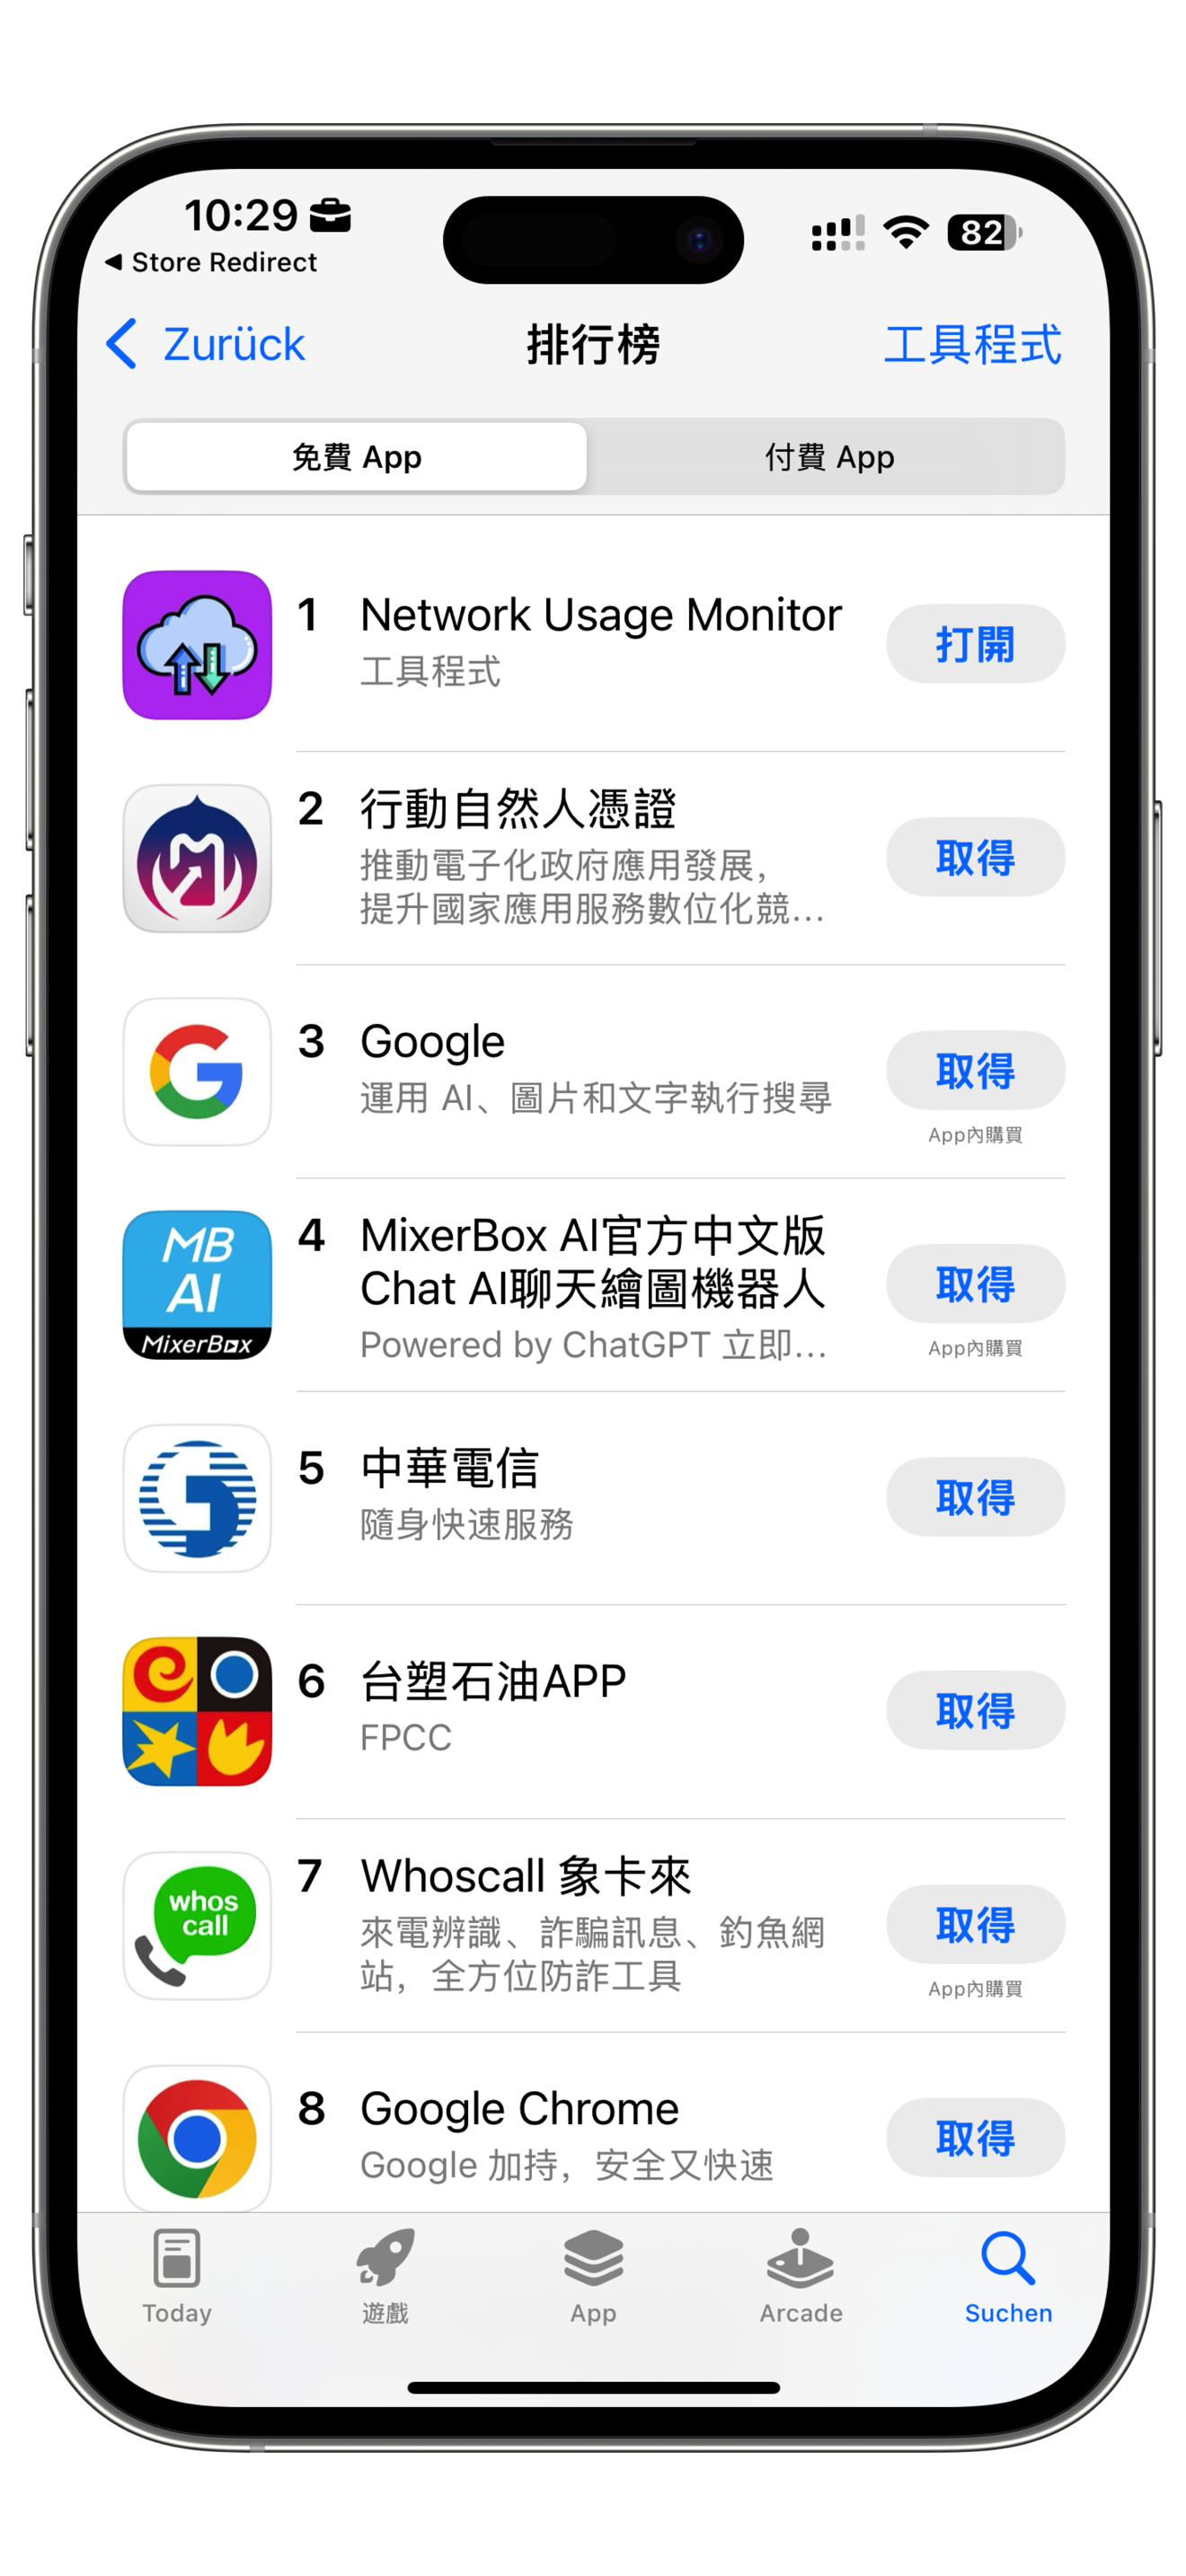 10:29
82
◀ Store Redirect
Zurück
排行榜
工具程式
免費 App
付費 App
1 Network Usage Monitor
工具程式
打開
2 行動自然人憑證
推動電子化政府應用發展，
提升國家應用服務數位化競...
取得
3 Google
運用 AI、圖片和文字執行搜尋
取得
App內購買
MB
AI
MixerBox
4 MixerBox AI官方中文版
Chat AI聊天繪圖機器人
Powered by ChatGPT 立即...
取得
App內購買
5 中華電信
隨身快速服務
取得
6 台塑石油APP
FPCC
取得
whos
call
7 Whoscall 象卡來
來電辨識、詐騙訊息、釣魚網
站，全方位防詐工具
取得
App內購買
8 Google Chrome
Google 加持，安全又快速
取得
Today
遊戲
App
Arcade
Suchen